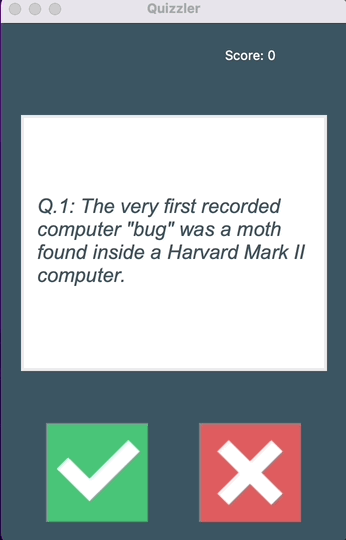 Quizzler
Score: 0
Q.1: The very first recorded
computer "bug" was a moth
found inside a Harvard Mark II
computer.